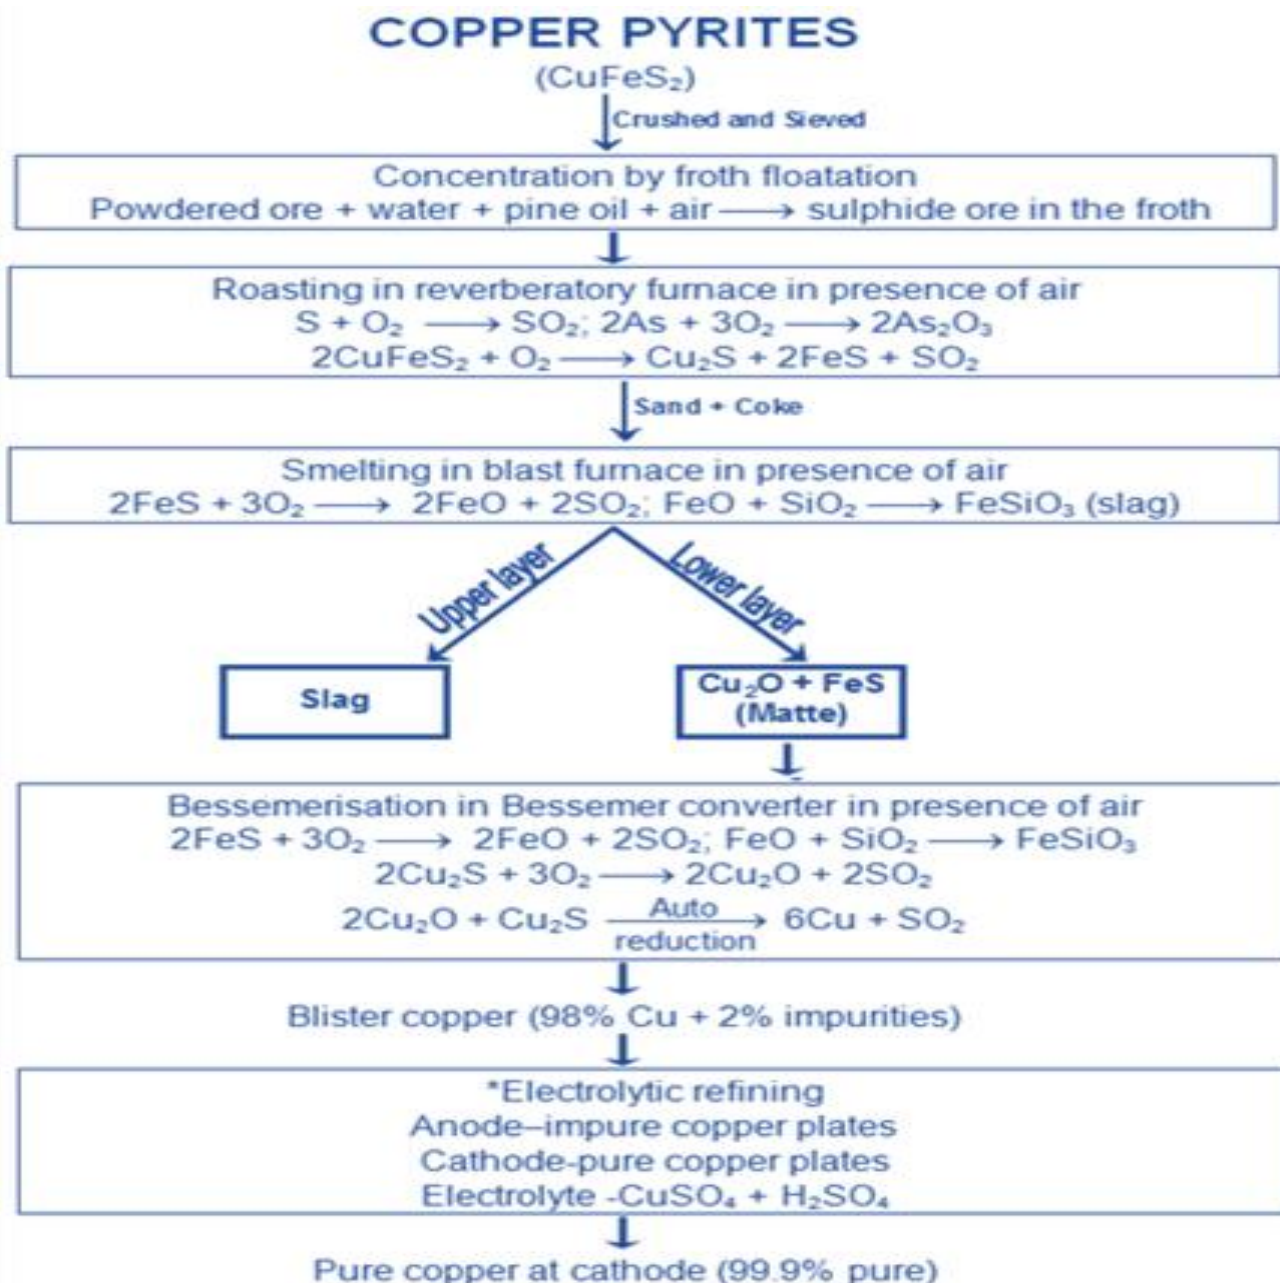 COPPER PYRITES
(CuFeS₂)
Crushed and Sieved
Concentration by froth floatation
Powdered ore + water + pine oil + air ⟶ sulphide ore in the froth
Roasting in reverberatory furnace in presence of air
S + O₂ ⟶ SO₂; 2As + 3O₂ ⟶ 2As₂O₃
2CuFeS₂ + O₂ ⟶ Cu₂S + 2FeS + SO₂
Sand + Coke
Smelting in blast furnace in presence of air
2FeS + 3O₂ ⟶ 2FeO + 2SO₂; FeO + SiO₂ ⟶ FeSiO₃ (slag)
Upper layer
Lower layer
Slag
Cu₂O + FeS
(Matte)
Bessemerisation in Bessemer converter in presence of air
2FeS + 3O₂ ⟶ 2FeO + 2SO₂; FeO + SiO₂ ⟶ FeSiO₃
2Cu₂S + 3O₂ ⟶ 2Cu₂O + 2SO₂
2Cu₂O + Cu₂S ⟶ 6Cu + SO₂
Auto
reduction
Blister copper (98% Cu + 2% impurities)
*Electrolytic refining
Anode–impure copper plates
Cathode-pure copper plates
Electrolyte -CuSO₄ + H₂SO₄
Pure copper at cathode (99.9% pure)